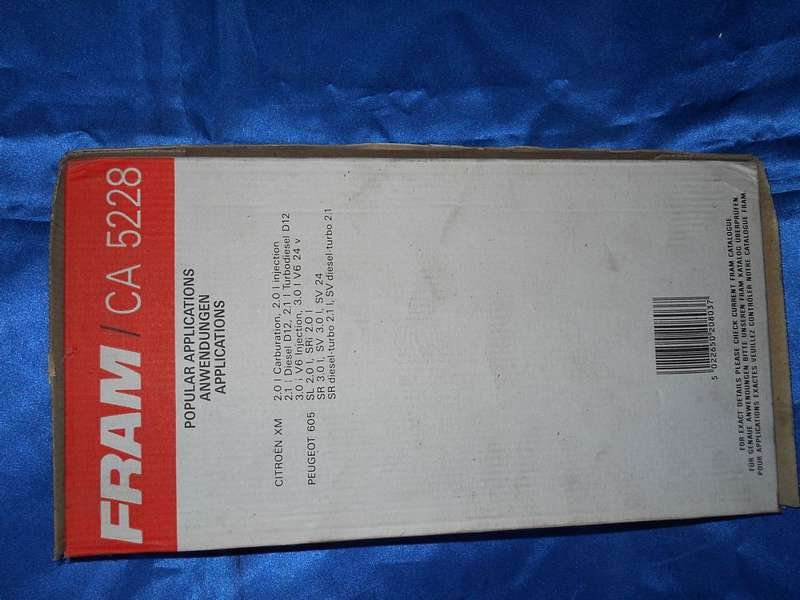 FRAM / CA 5228
POPULAR APPLICATIONS
ANWENDUNGEN
APPLICATIONS
CITROËN XM 2,0 l Carburation, 2.0 l injection
2.1 l Diesel D12, 2.1 l Turbodiesel D12
3.0 l V6 Injection, 3.0 l V6 24 v
PEUGEOT 605 SL 2.0 l, SR 2.0 l
SR 3.0 l, SV 3.0 l, SV 24
SR diesel-turbo 2.1 l, SV diesel-turbo 2.1
5 022850 208037
FOR EXACT DETAILS PLEASE CHECK CURRENT FRAM CATALOGUE
FÜR GENAUE ANWENDUNGEN BITTE UNSEREN FRAM KATALOG ÜBERPRÜFEN
POUR APPLICATIONS EXACTES VEUILLEZ CONTRÔLER NOTRE CATALOGUE FRAM